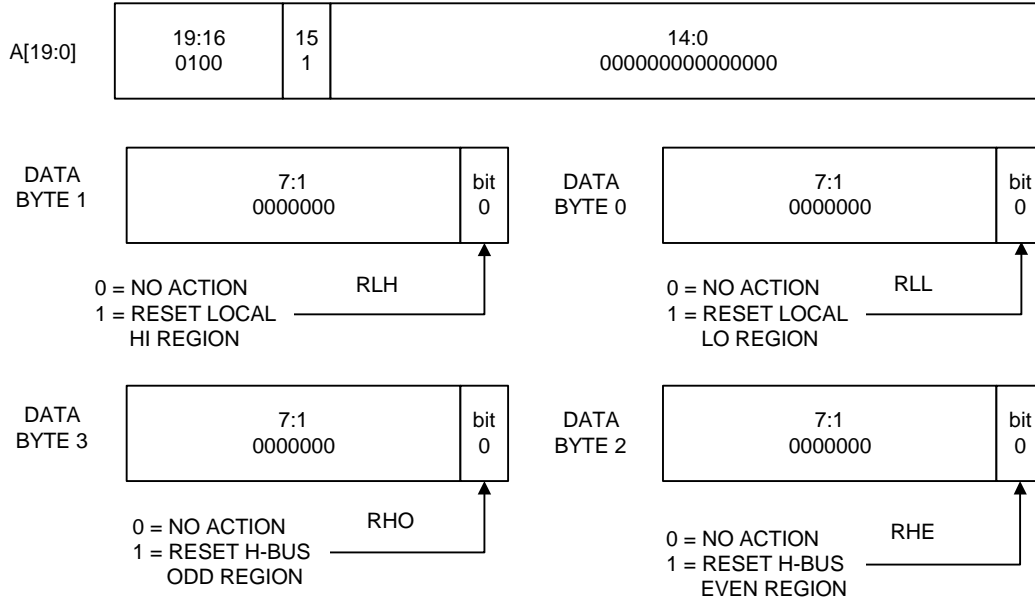 A[19:0]
19:16
0100
15
1
14:0
000000000000000
DATA
BYTE 1
7:1
0000000
bit
0
DATA
BYTE 0
7:1
0000000
bit
0
0 = NO ACTION
1 = RESET LOCAL
HI REGION
RLH
0 = NO ACTION
1 = RESET LOCAL
LO REGION
RLL
DATA
BYTE 3
7:1
0000000
bit
0
DATA
BYTE 2
7:1
0000000
bit
0
0 = NO ACTION
1 = RESET H-BUS
ODD REGION
RHO
0 = NO ACTION
1 = RESET H-BUS
EVEN REGION
RHE